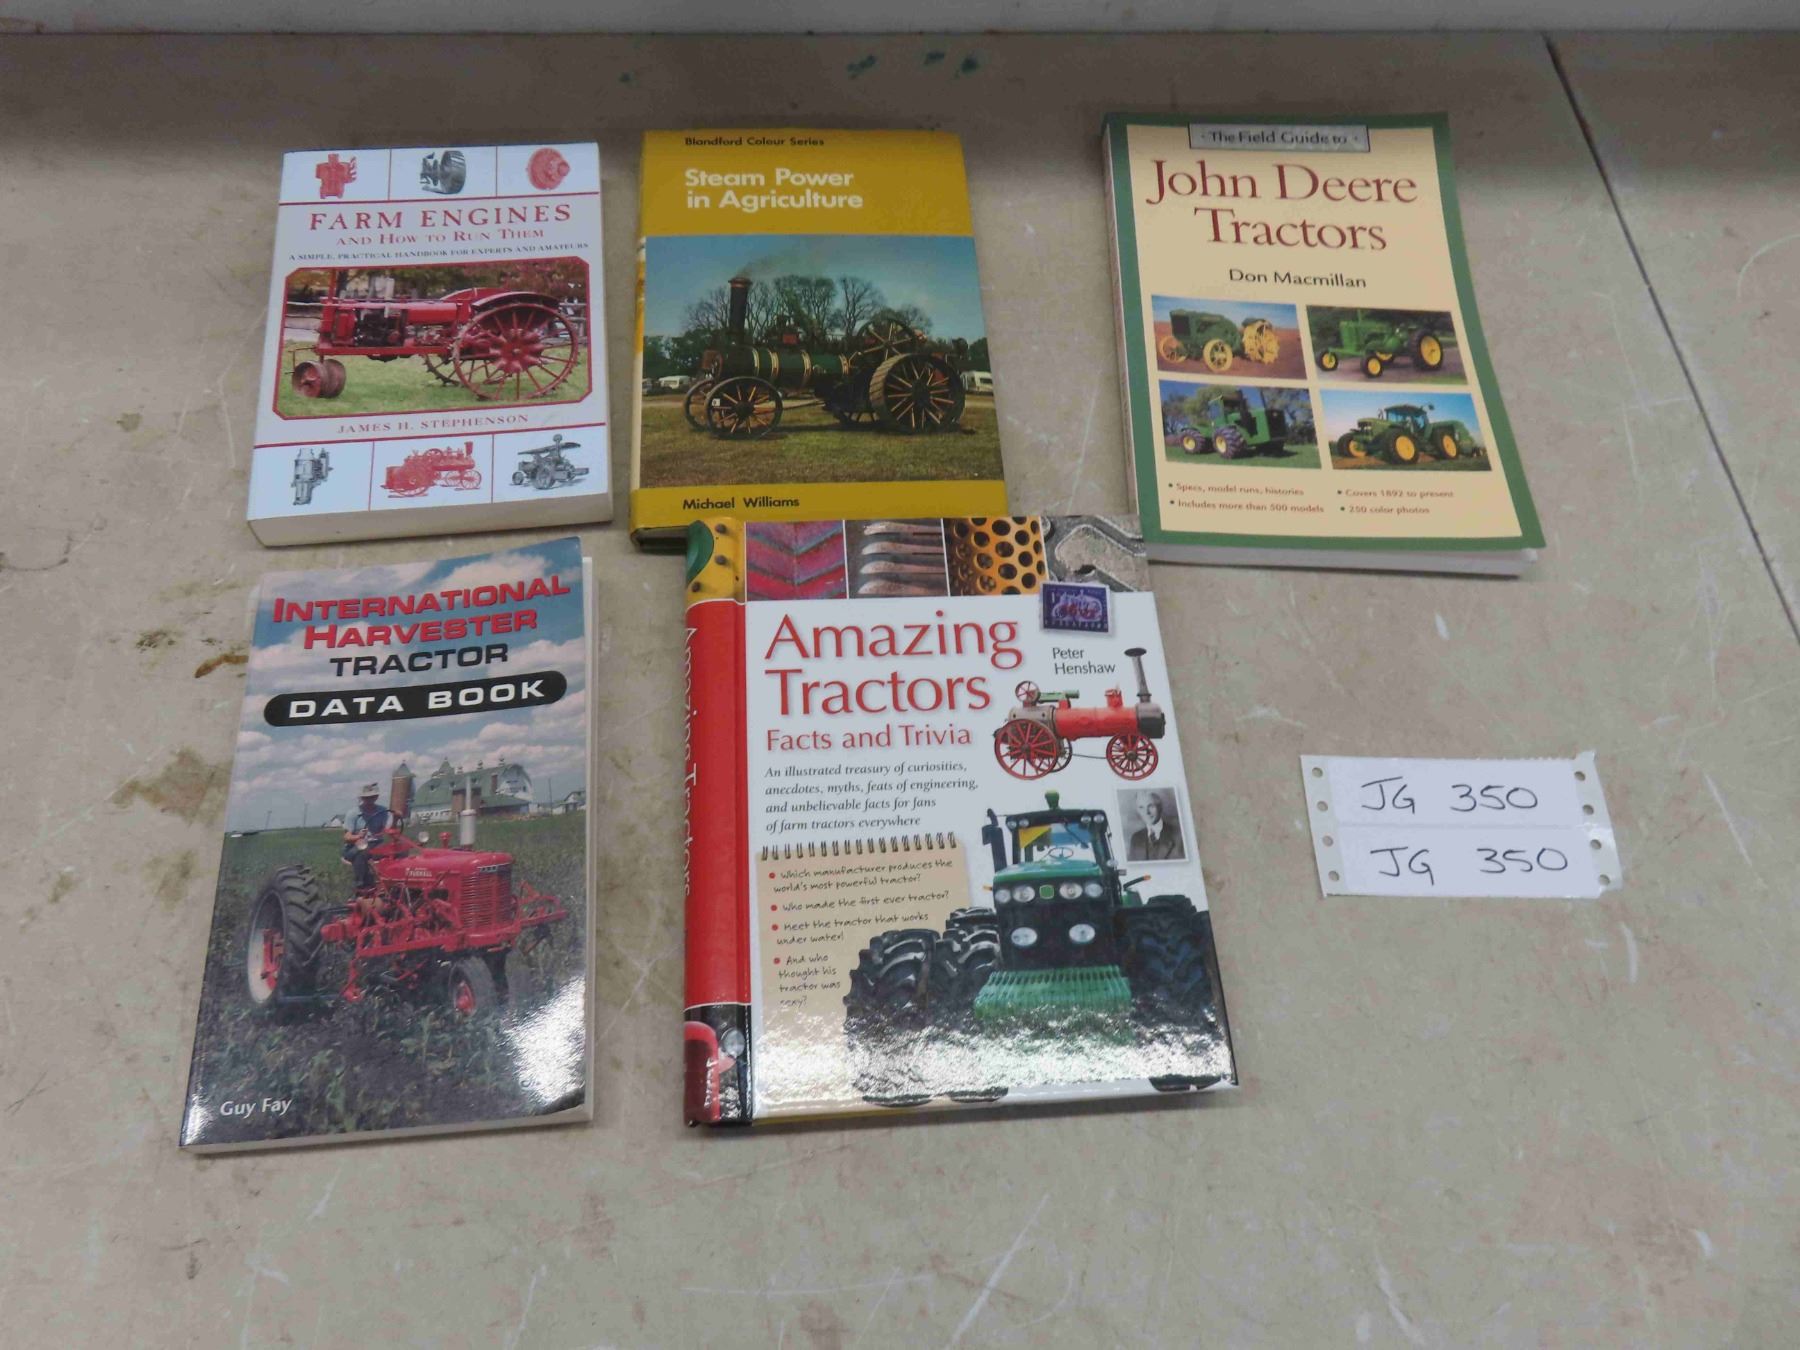 FARM ENGINES
AND HOW TO RUN THEM
A SIMPLE, PRACTICAL HANDBOOK FOR EXPERTS AND AMATEURS
JAMES H. STEPHENSON
Blandford Colour Series
Steam Power
in Agriculture
Michael Williams
The Field Guide to
John Deere
Tractors
Don Macmillan
• Specs, model runs, histories
• Includes more than 500 models
• Covers 1892 to present
• 250 color photos
INTERNATIONAL
HARVESTER
TRACTOR
DATA BOOK
Guy Fay
Amazing Tractors
Amazing
Tractors
Facts and Trivia
Peter
Henshaw
An illustrated treasury of curiosities,
anecdotes, myths, feats of engineering,
and unbelievable facts for fans
of farm tractors everywhere
• Which manufacturer produces the
world's most powerful tractor?
• Who made the first ever tractor?
• Meet the tractor that works
under water!
• And who
thought his
tractor was
sexy?
JG 350
JG 350